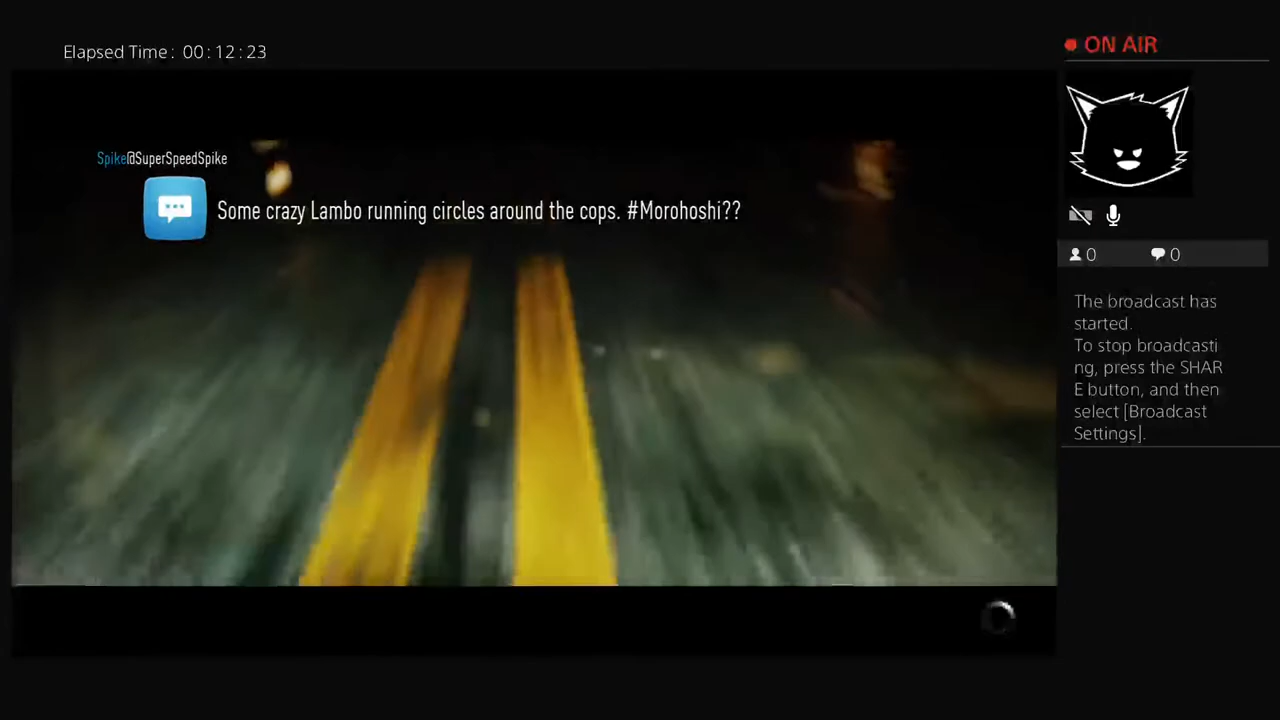 Elapsed Time: 00:12:23
ON AIR
Spike@SuperSpeedSpike
Some crazy Lambo running circles around the cops. #Morohoshi??
0
0
The broadcast has
started.
To stop broadcasti
ng, press the SHAR
E button, and then
select [Broadcast
Settings].